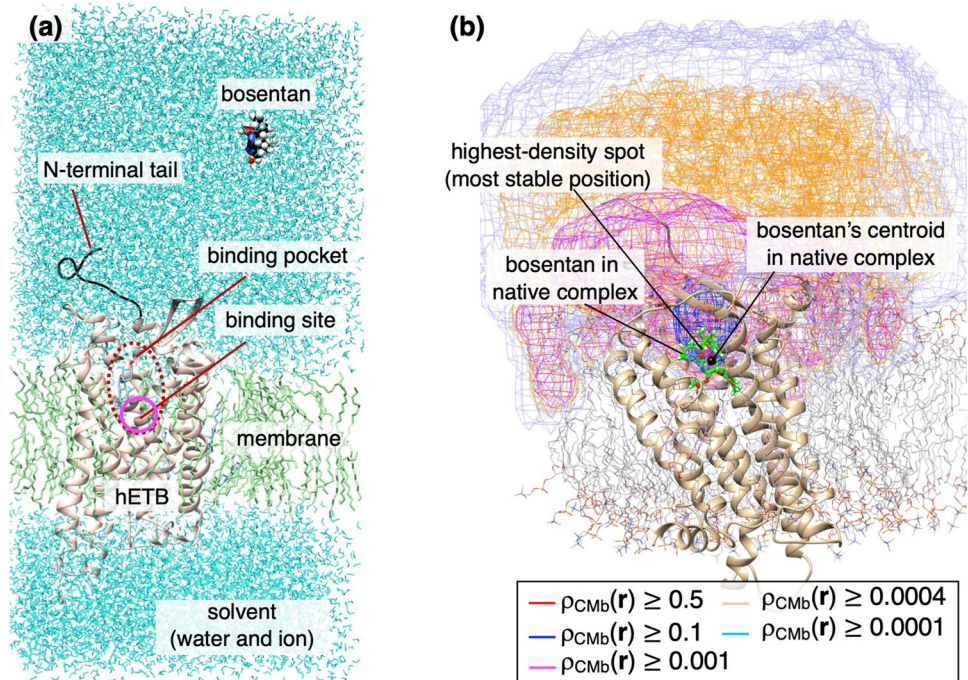 (a)
bosentan
N-terminal tail
binding pocket
binding site
membrane
hETB
solvent
(water and ion)
(b)
highest-density spot
(most stable position)
bosentan's centroid
in native complex
bosentan in
native complex
ρCMb(r) ≥ 0.5
ρCMb(r) ≥ 0.0004
ρCMb(r) ≥ 0.1
ρCMb(r) ≥ 0.0001
ρCMb(r) ≥ 0.001